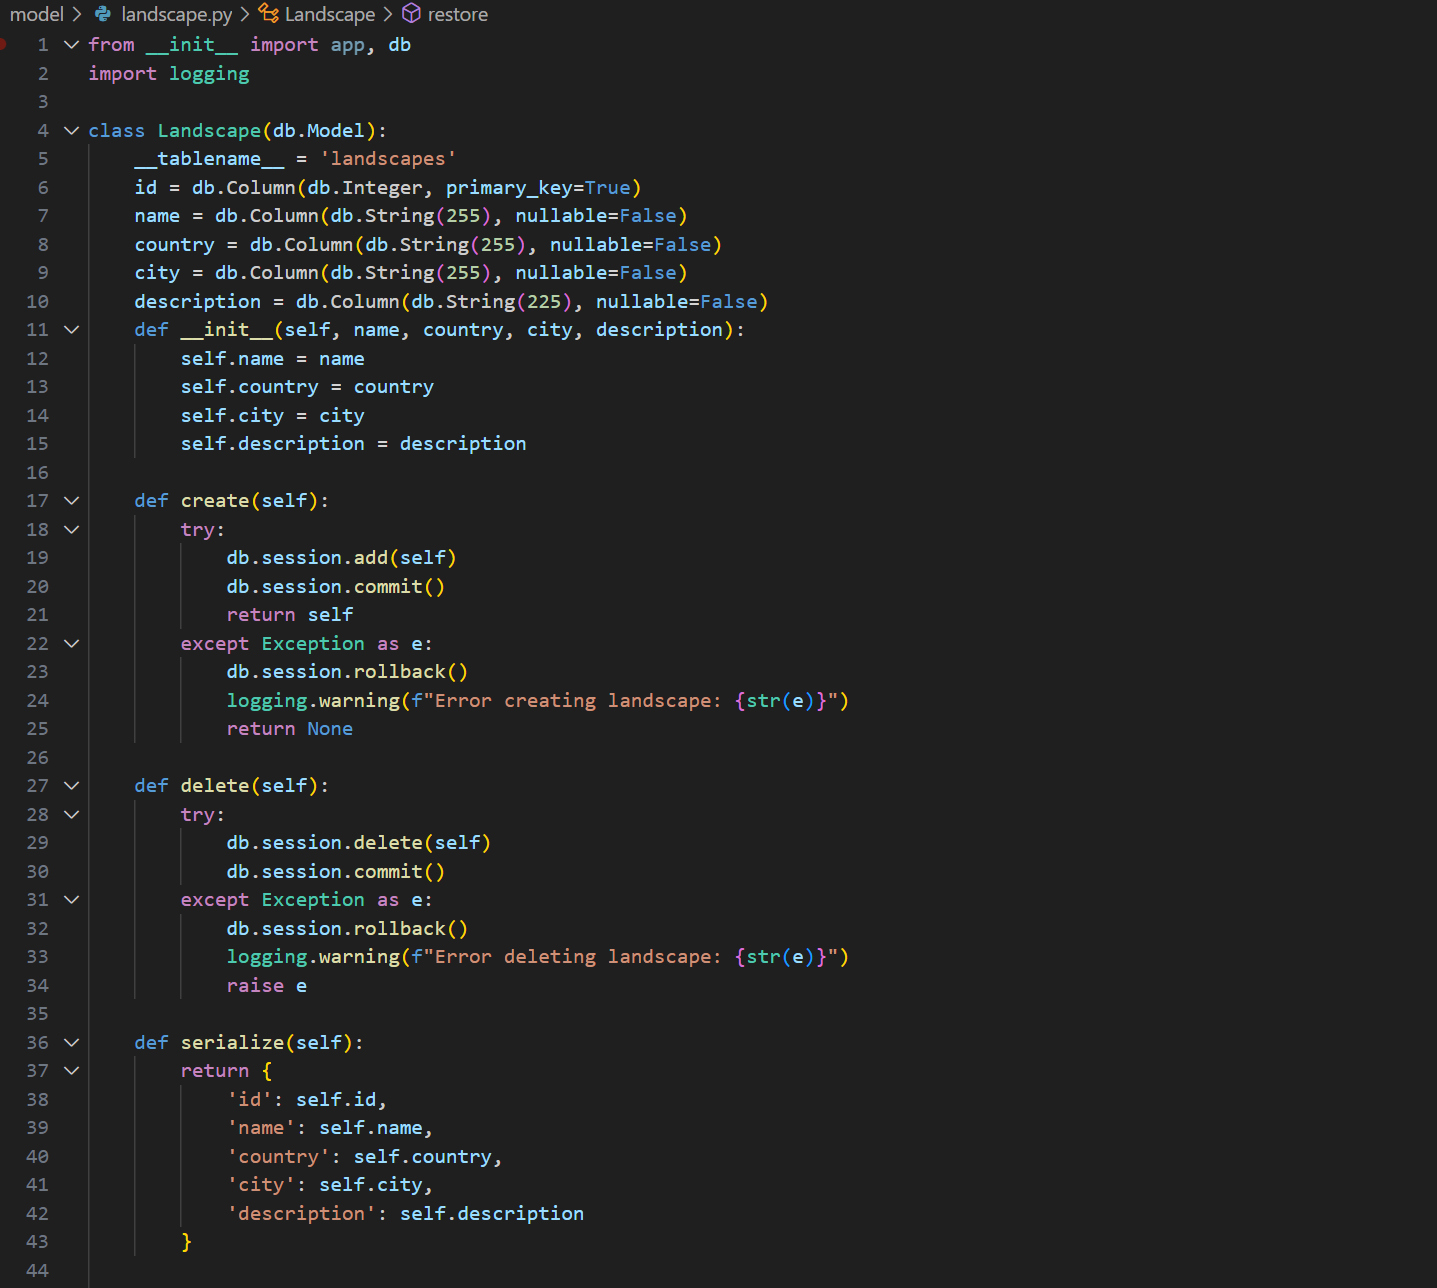 model > landscape.py > Landscape > restore
1 from __init__ import app, db
2 import logging
3
4 class Landscape(db.Model):
5     __tablename__ = 'landscapes'
6     id = db.Column(db.Integer, primary_key=True)
7     name = db.Column(db.String(255), nullable=False)
8     country = db.Column(db.String(255), nullable=False)
9     city = db.Column(db.String(255), nullable=False)
10     description = db.Column(db.String(225), nullable=False)
11     def __init__(self, name, country, city, description):
12         self.name = name
13         self.country = country
14         self.city = city
15         self.description = description
16
17     def create(self):
18         try:
19             db.session.add(self)
20             db.session.commit()
21             return self
22         except Exception as e:
23             db.session.rollback()
24             logging.warning(f"Error creating landscape: {str(e)}")
25             return None
26
27     def delete(self):
28         try:
29             db.session.delete(self)
30             db.session.commit()
31         except Exception as e:
32             db.session.rollback()
33             logging.warning(f"Error deleting landscape: {str(e)}")
34             raise e
35
36     def serialize(self):
37         return {
38             'id': self.id,
39             'name': self.name,
40             'country': self.country,
41             'city': self.city,
42             'description': self.description
43         }
44